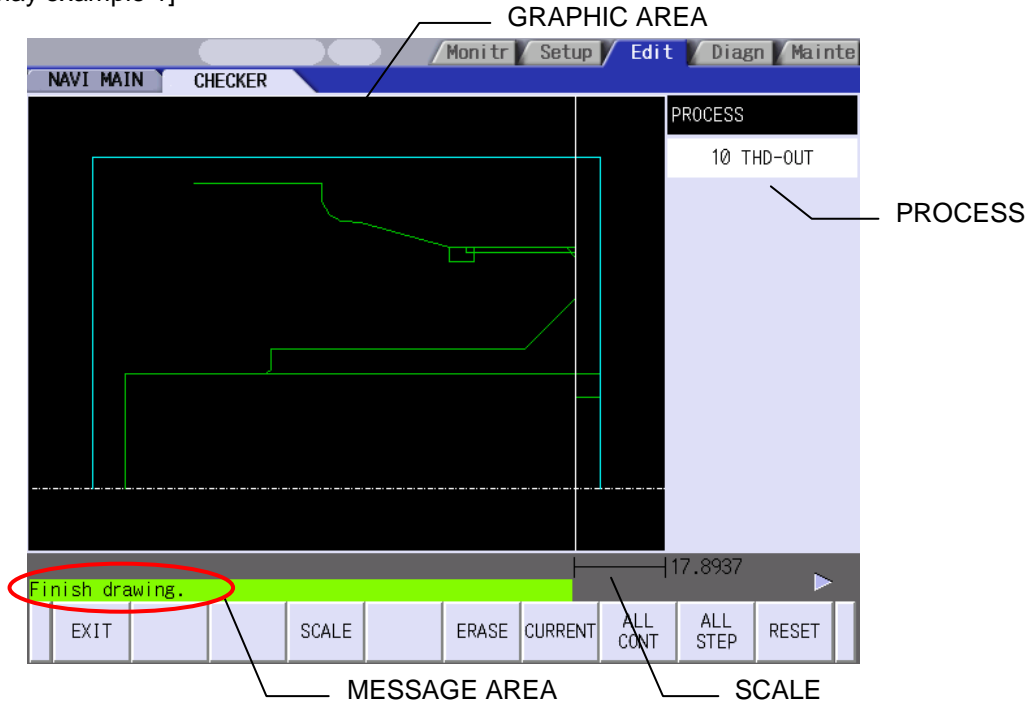 lay example 1]
GRAPHIC AREA
Monitr Setup Edit Diagn Mainte
NAVI MAIN CHECKER
PROCESS
10 THD-OUT
PROCESS
17.8937
Finish drawing.
EXIT SCALE ERASE CURRENT ALL CONT ALL STEP RESET
MESSAGE AREA SCALE